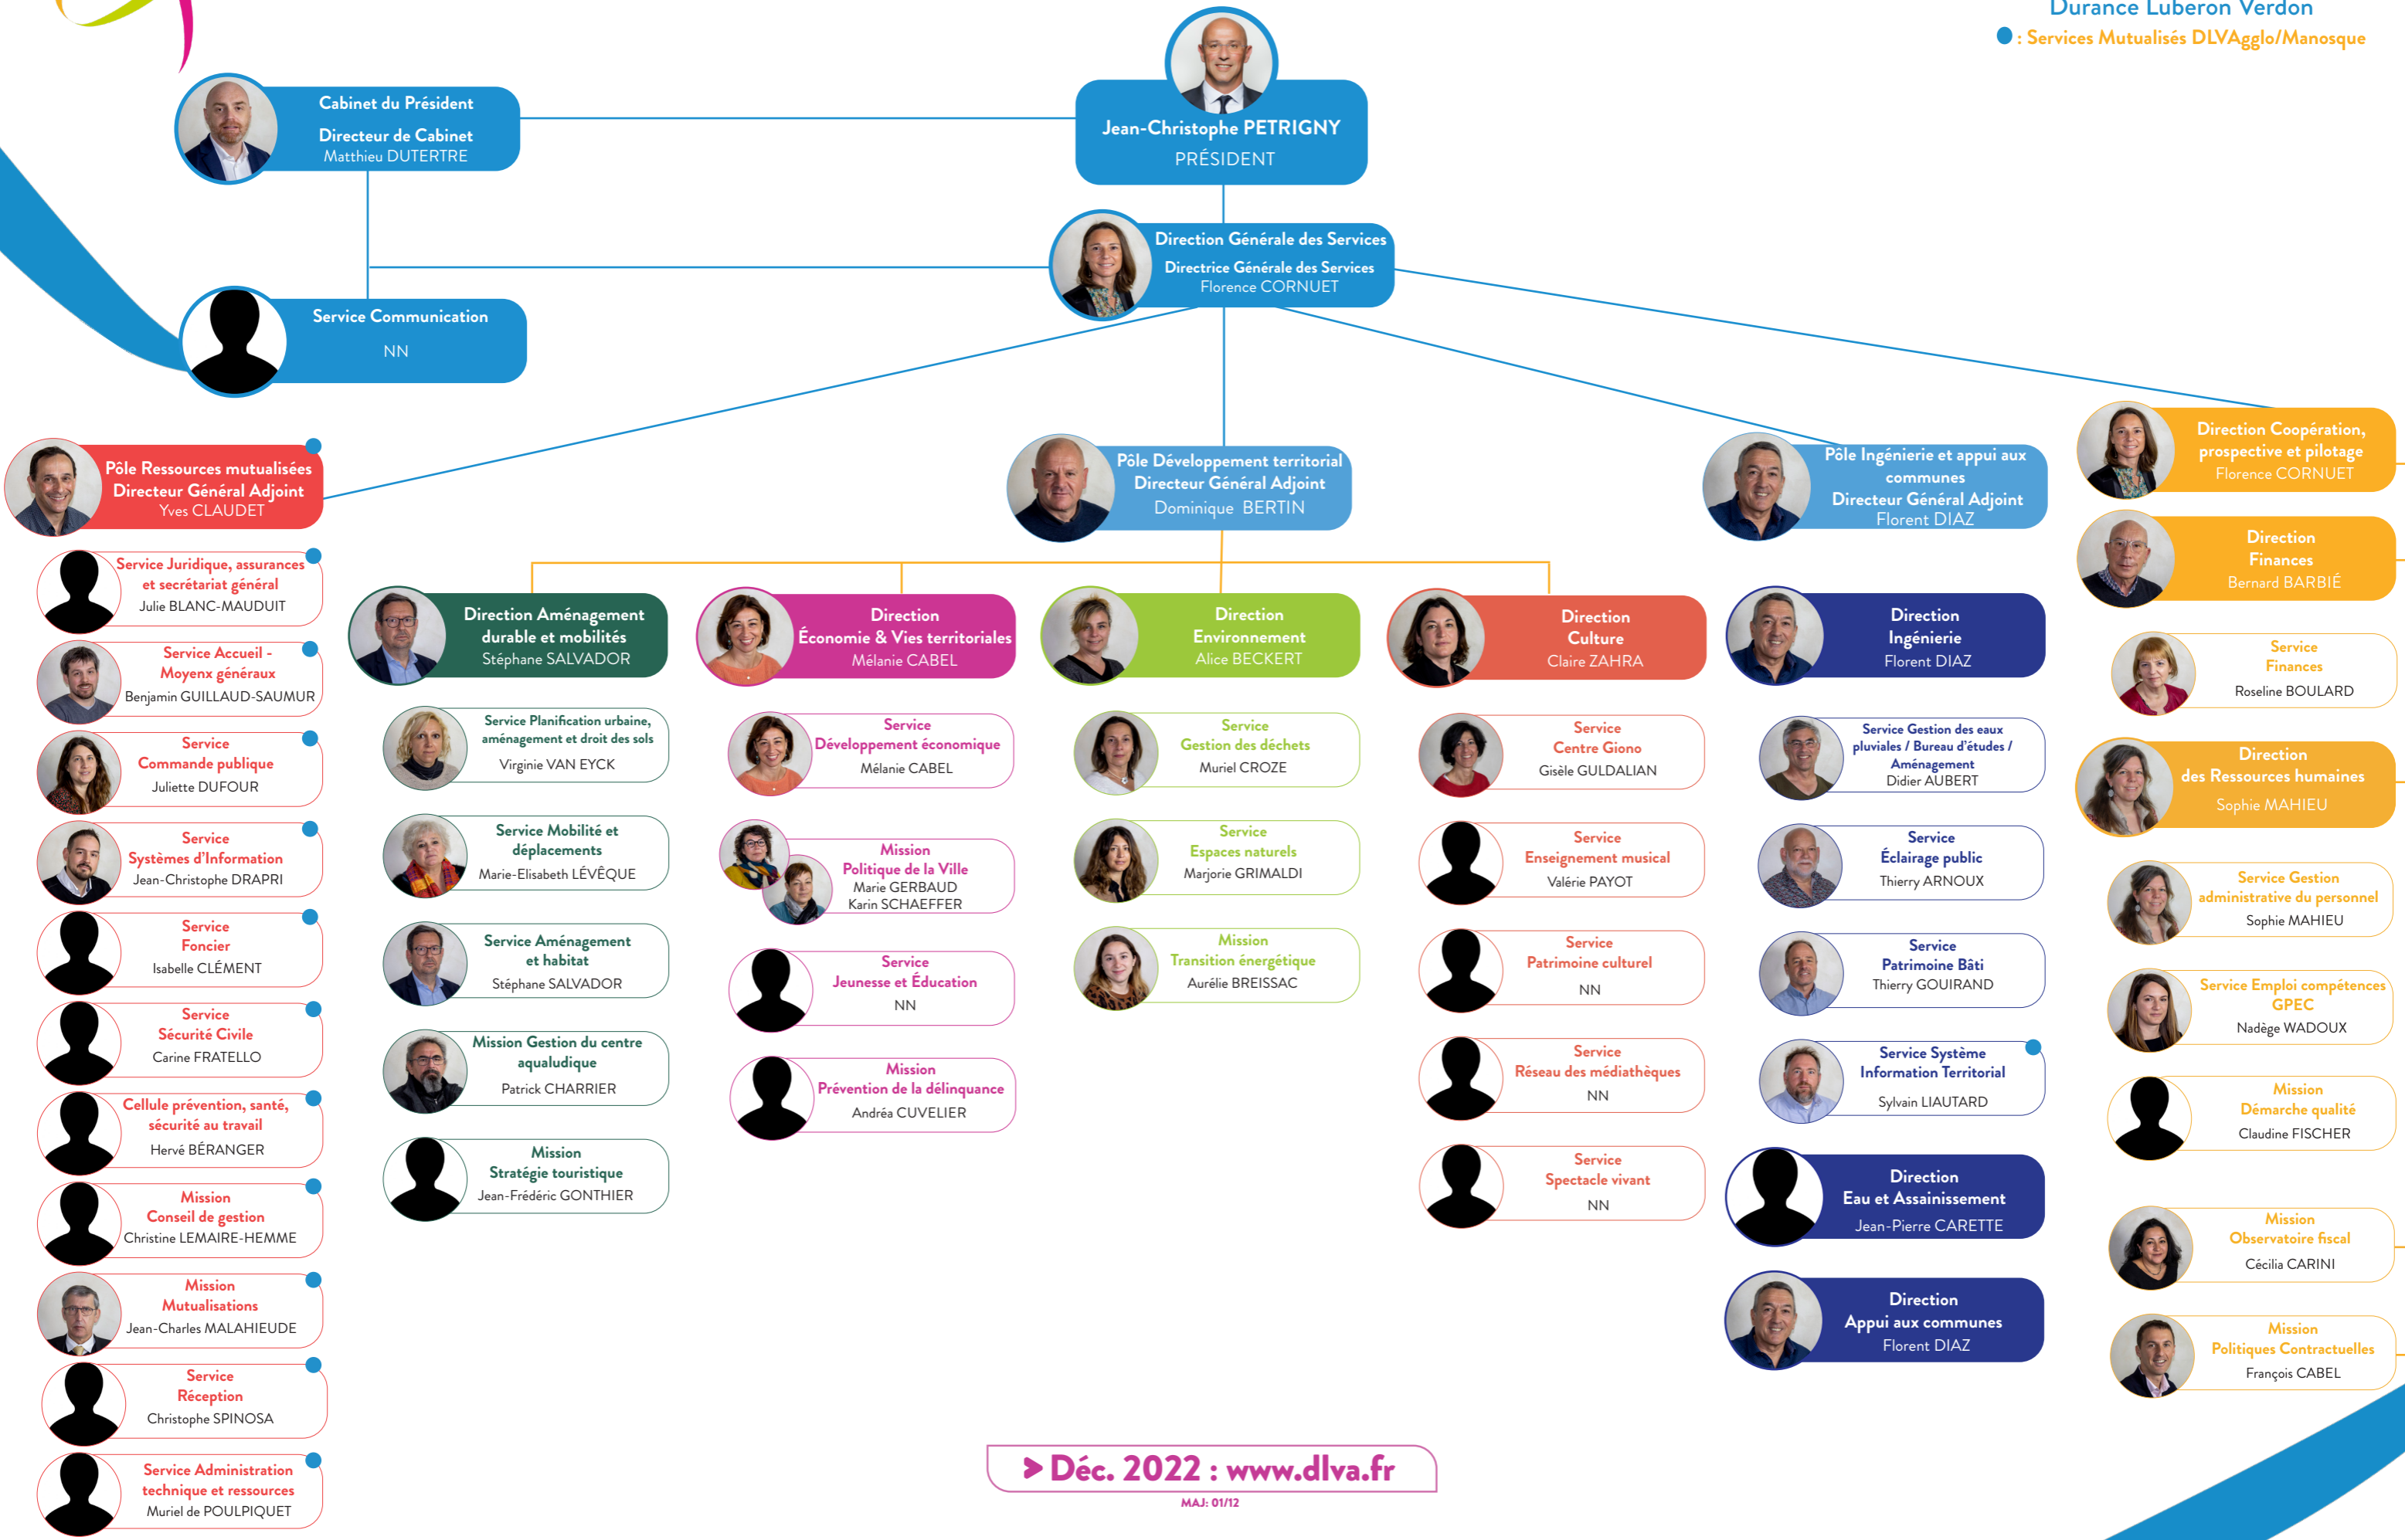 Durance Luberon Verdon
: Services Mutualisés DLVAgglo/Manosque
Cabinet du Président
Directeur de Cabinet
Matthieu DUTERTRE
Jean-Christophe PETRIGNY
PRÉSIDENT
Direction Générale des Services
Directrice Générale des Services
Florence CORNUET
Service Communication
NN
Pôle Ressources mutualisées
Directeur Général Adjoint
Yves CLAUDET
Service Juridique, assurances
et secrétariat général
Julie BLANC-MAUDUIT
Service Accueil -
Moyenx généraux
Benjamin GUILLAUD-SAUMUR
Service
Commande publique
Juliette DUFOUR
Service
Systèmes d'Information
Jean-Christophe DRAPRI
Service
Foncier
Isabelle CLÉMENT
Service
Sécurité Civile
Carine FRATELLO
Cellule prévention, santé,
sécurité au travail
Hervé BÉRANGER
Mission
Conseil de gestion
Christine LEMAIRE-HEMME
Mission
Mutualisations
Jean-Charles MALAHIEUDE
Service
Réception
Christophe SPINOSA
Service Administration
technique et ressources
Muriel de POULPIQUET
Pôle Développement territorial
Directeur Général Adjoint
Dominique BERTIN
Direction Aménagement
durable et mobilités
Stéphane SALVADOR
Service Planification urbaine,
aménagement et droit des sols
Virginie VAN EYCK
Service Mobilité et
déplacements
Marie-Elisabeth LÉVÊQUE
Service Aménagement
et habitat
Stéphane SALVADOR
Mission Gestion du centre
aqualudique
Patrick CHARRIER
Mission
Stratégie touristique
Jean-Frédéric GONTHIER
Direction
Économie & Vies territoriales
Mélanie CABEL
Service
Développement économique
Mélanie CABEL
Mission
Politique de la Ville
Marie GERBAUD
Karin SCHAEFFER
Service
Jeunesse et Éducation
NN
Mission
Prévention de la délinquance
Andréa CUVELIER
Direction
Environnement
Alice BECKERT
Service
Gestion des déchets
Muriel CROZE
Service
Espaces naturels
Marjorie GRIMALDI
Mission
Transition énergétique
Aurélie BREISSAC
Direction
Culture
Claire ZAHRA
Service
Centre Giono
Gisèle GULDALIAN
Service
Enseignement musical
Valérie PAYOT
Service
Patrimoine culturel
NN
Service
Réseau des médiathèques
NN
Service
Spectacle vivant
NN
Pôle Ingénierie et appui aux
communes
Directeur Général Adjoint
Florent DIAZ
Direction
Ingénierie
Florent DIAZ
Service Gestion des eaux
pluviales / Bureau d'études /
Aménagement
Didier AUBERT
Service
Éclairage public
Thierry ARNOUX
Service
Patrimoine Bâti
Thierry GOUIRAND
Service Système
Information Territorial
Sylvain LIAUTARD
Direction
Eau et Assainissement
Jean-Pierre CARETTE
Direction
Appui aux communes
Florent DIAZ
Direction Coopération,
prospective et pilotage
Florence CORNUET
Direction
Finances
Bernard BARBIÉ
Service
Finances
Roseline BOULARD
Direction
des Ressources humaines
Sophie MAHIEU
Service Gestion
administrative du personnel
Sophie MAHIEU
Service Emploi compétences
GPEC
Nadège WADOUX
Mission
Démarche qualité
Claudine FISCHER
Mission
Observatoire fiscal
Cécilia CARINI
Mission
Politiques Contractuelles
François CABEL
Déc. 2022 : www.dlva.fr
MAJ: 01/12